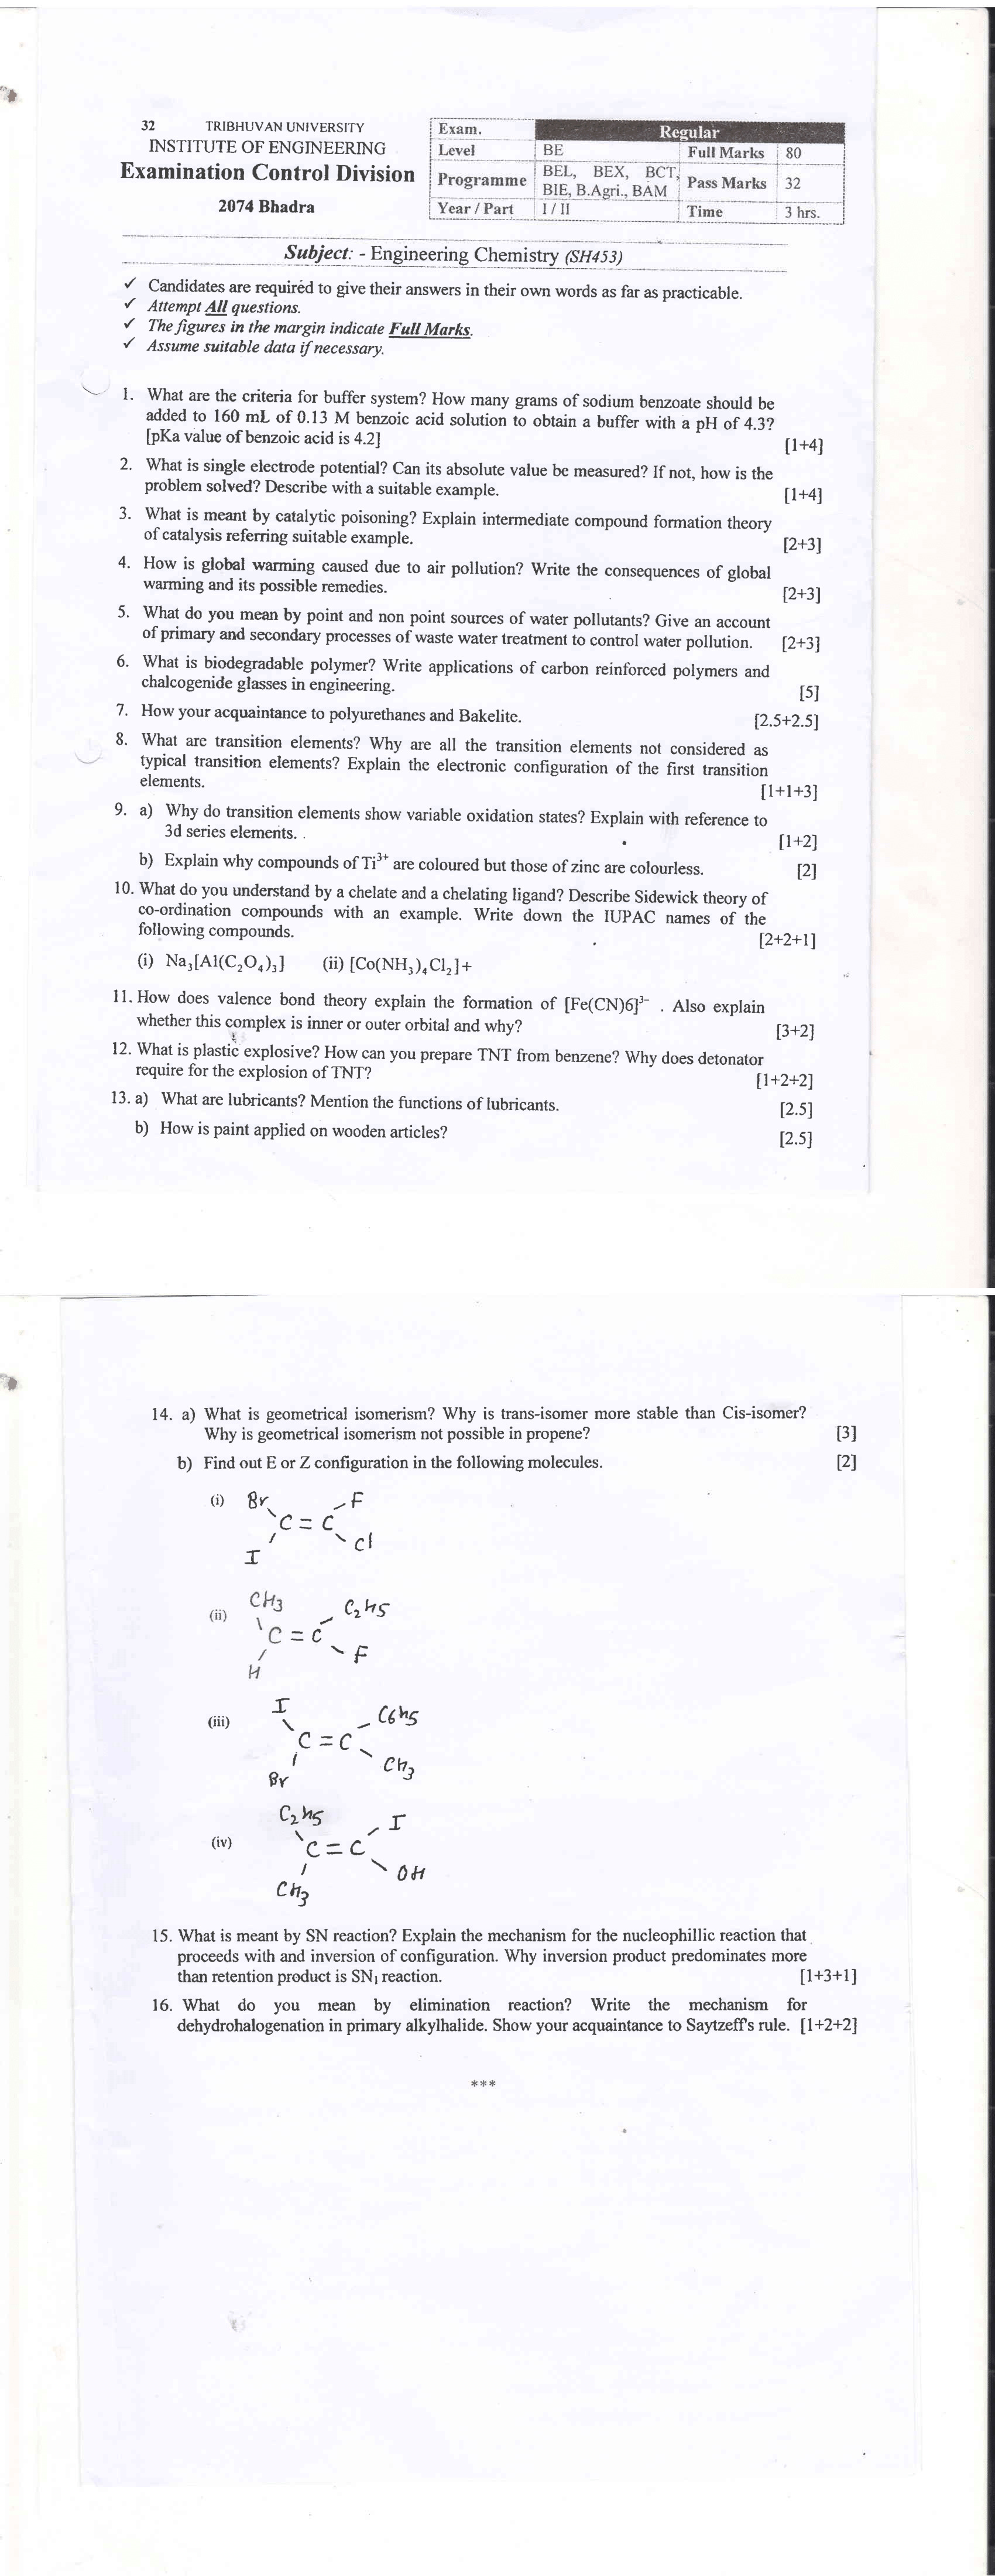 32 TRIBHUVAN UNIVERSITY
INSTITUTE OF ENGINEERING
Examination Control Division
2074 Bhadra
Exam. Regular
Level BE Full Marks 80
Programme BEL, BEX, BCT, BIE, B.Agri., BAM Pass Marks 32
Year / Part I / II Time 3 hrs.
Subject: - Engineering Chemistry (SH453)
✓ Candidates are required to give their answers in their own words as far as practicable.
✓ Attempt All questions.
✓ The figures in the margin indicate Full Marks.
✓ Assume suitable data if necessary.
1. What are the criteria for buffer system? How many grams of sodium benzoate should be
added to 160 mL of 0.13 M benzoic acid solution to obtain a buffer with a pH of 4.3?
[pKa value of benzoic acid is 4.2] [1+4]
2. What is single electrode potential? Can its absolute value be measured? If not, how is the
problem solved? Describe with a suitable example. [1+4]
3. What is meant by catalytic poisoning? Explain intermediate compound formation theory
of catalysis referring suitable example. [2+3]
4. How is global warming caused due to air pollution? Write the consequences of global
warming and its possible remedies. [2+3]
5. What do you mean by point and non point sources of water pollutants? Give an account
of primary and secondary processes of waste water treatment to control water pollution. [2+3]
6. What is biodegradable polymer? Write applications of carbon reinforced polymers and
chalcogenide glasses in engineering. [5]
7. How your acquaintance to polyurethanes and Bakelite. [2.5+2.5]
8. What are transition elements? Why are all the transition elements not considered as
typical transition elements? Explain the electronic configuration of the first transition
elements. [1+1+3]
9. a) Why do transition elements show variable oxidation states? Explain with reference to
3d series elements. . [1+2]
b) Explain why compounds of Ti³⁺ are coloured but those of zinc are colourless. [2]
10. What do you understand by a chelate and a chelating ligand? Describe Sidewick theory of
co-ordination compounds with an example. Write down the IUPAC names of the
following compounds. [2+2+1]
(i) Na₃[Al(C₂O₄)₃] (ii) [Co(NH₃)₄Cl₂]+
11. How does valence bond theory explain the formation of [Fe(CN)6]³⁻ . Also explain
whether this complex is inner or outer orbital and why? [3+2]
12. What is plastic explosive? How can you prepare TNT from benzene? Why does detonator
require for the explosion of TNT? [1+2+2]
13. a) What are lubricants? Mention the functions of lubricants. [2.5]
b) How is paint applied on wooden articles? [2.5]
14. a) What is geometrical isomerism? Why is trans-isomer more stable than Cis-isomer?
Why is geometrical isomerism not possible in propene? [3]
b) Find out E or Z configuration in the following molecules. [2]
(i) Br F
C = C
I Cl
(ii) CH₃ C₂H₅
C = C
H F
(iii) I C6H5
C = C
Br CH₃
(iv) C₂H₅ I
C = C
CH₃ OH
15. What is meant by SN reaction? Explain the mechanism for the nucleophillic reaction that
proceeds with and inversion of configuration. Why inversion product predominates more
than retention product is SN₁ reaction. [1+3+1]
16. What do you mean by elimination reaction? Write the mechanism for
dehydrohalogenation in primary alkylhalide. Show your acquaintance to Saytzeff's rule. [1+2+2]
***